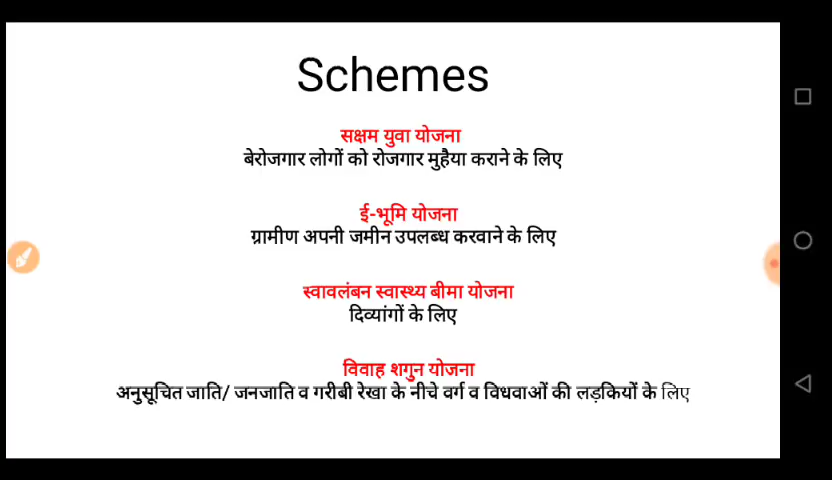 Schemes
सक्षम युवा योजना
बेरोजगार लोगों को रोजगार मुहैया कराने के लिए
ई-भूमि योजना
ग्रामीण अपनी जमीन उपलब्ध करवाने के लिए
स्वावलंबन स्वास्थ्य बीमा योजना
दिव्यांगों के लिए
विवाह शगुन योजना
अनुसूचित जाति/ जनजाति व गरीबी रेखा के नीचे वर्ग व विधवाओं की लड़कियों के लिए